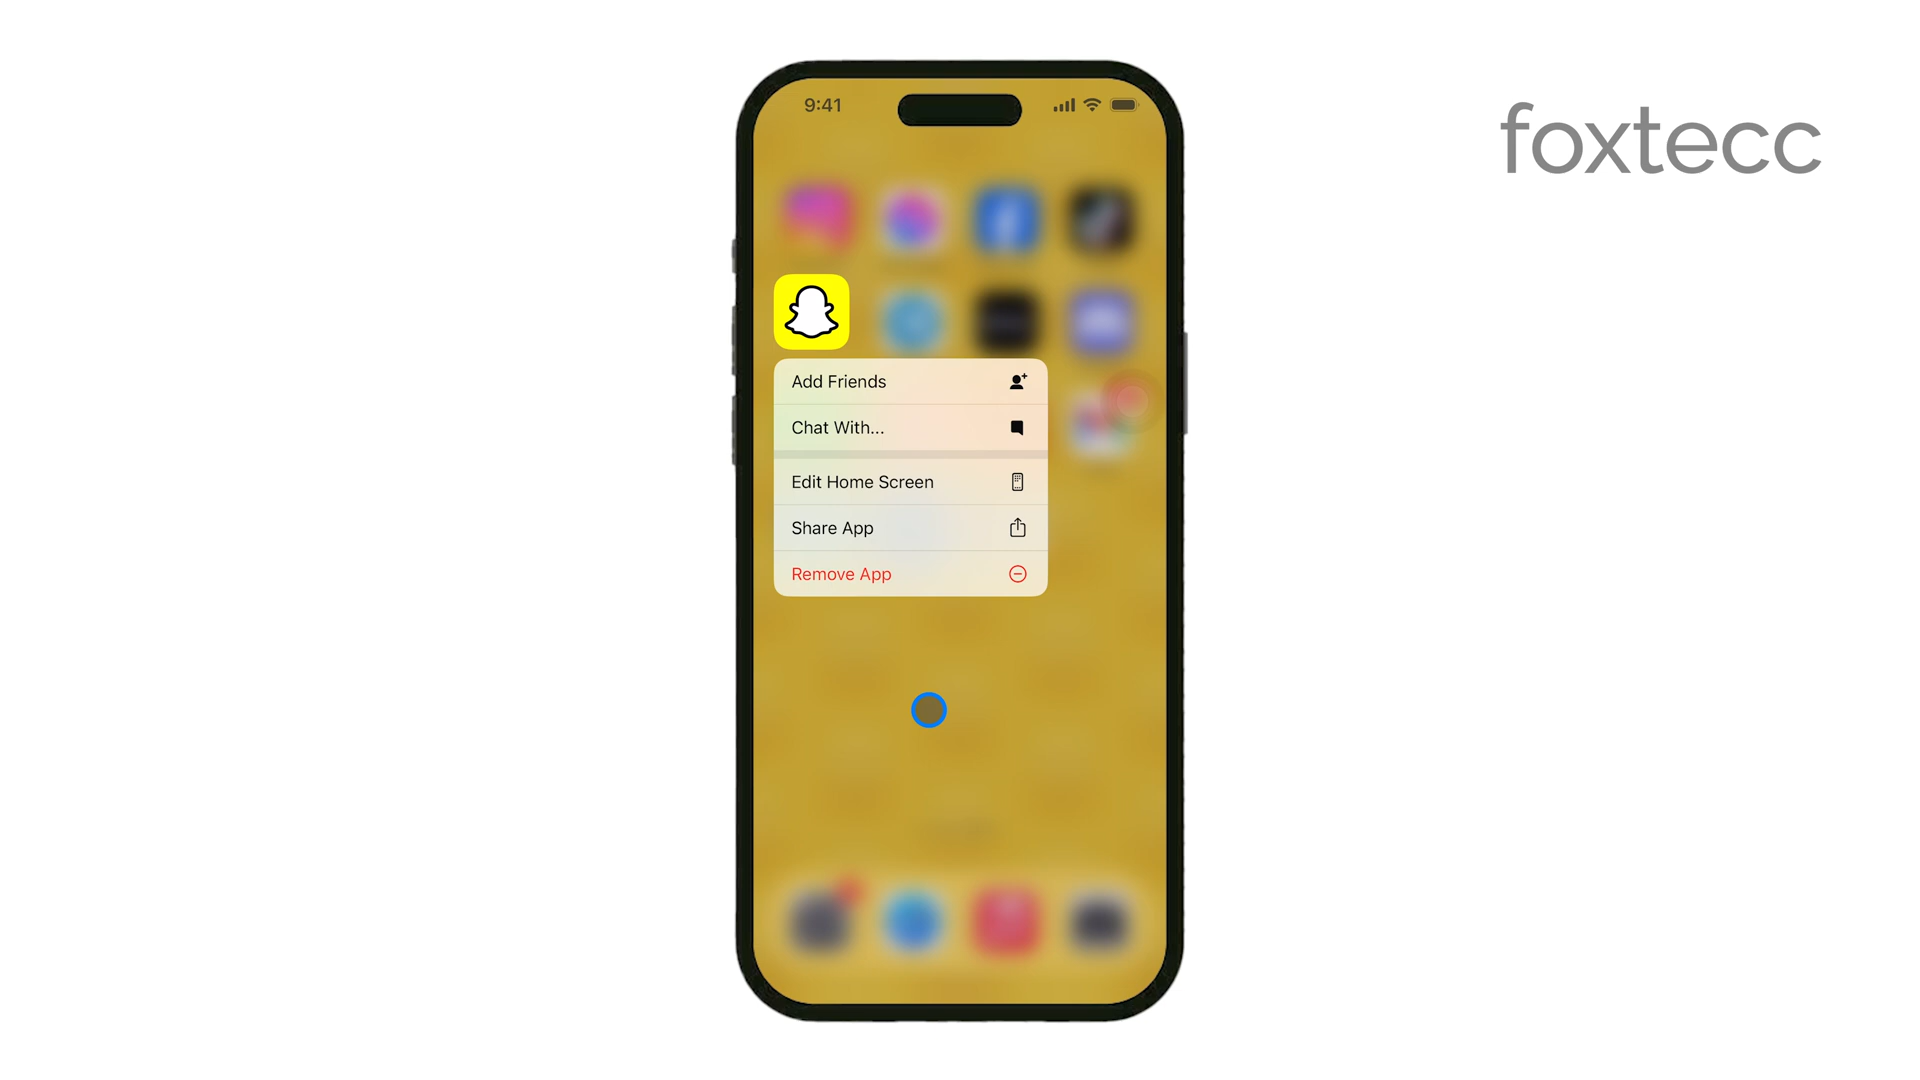 foxtecc
9:41
Add Friends
Chat With...
Edit Home Screen
Share App
Remove App